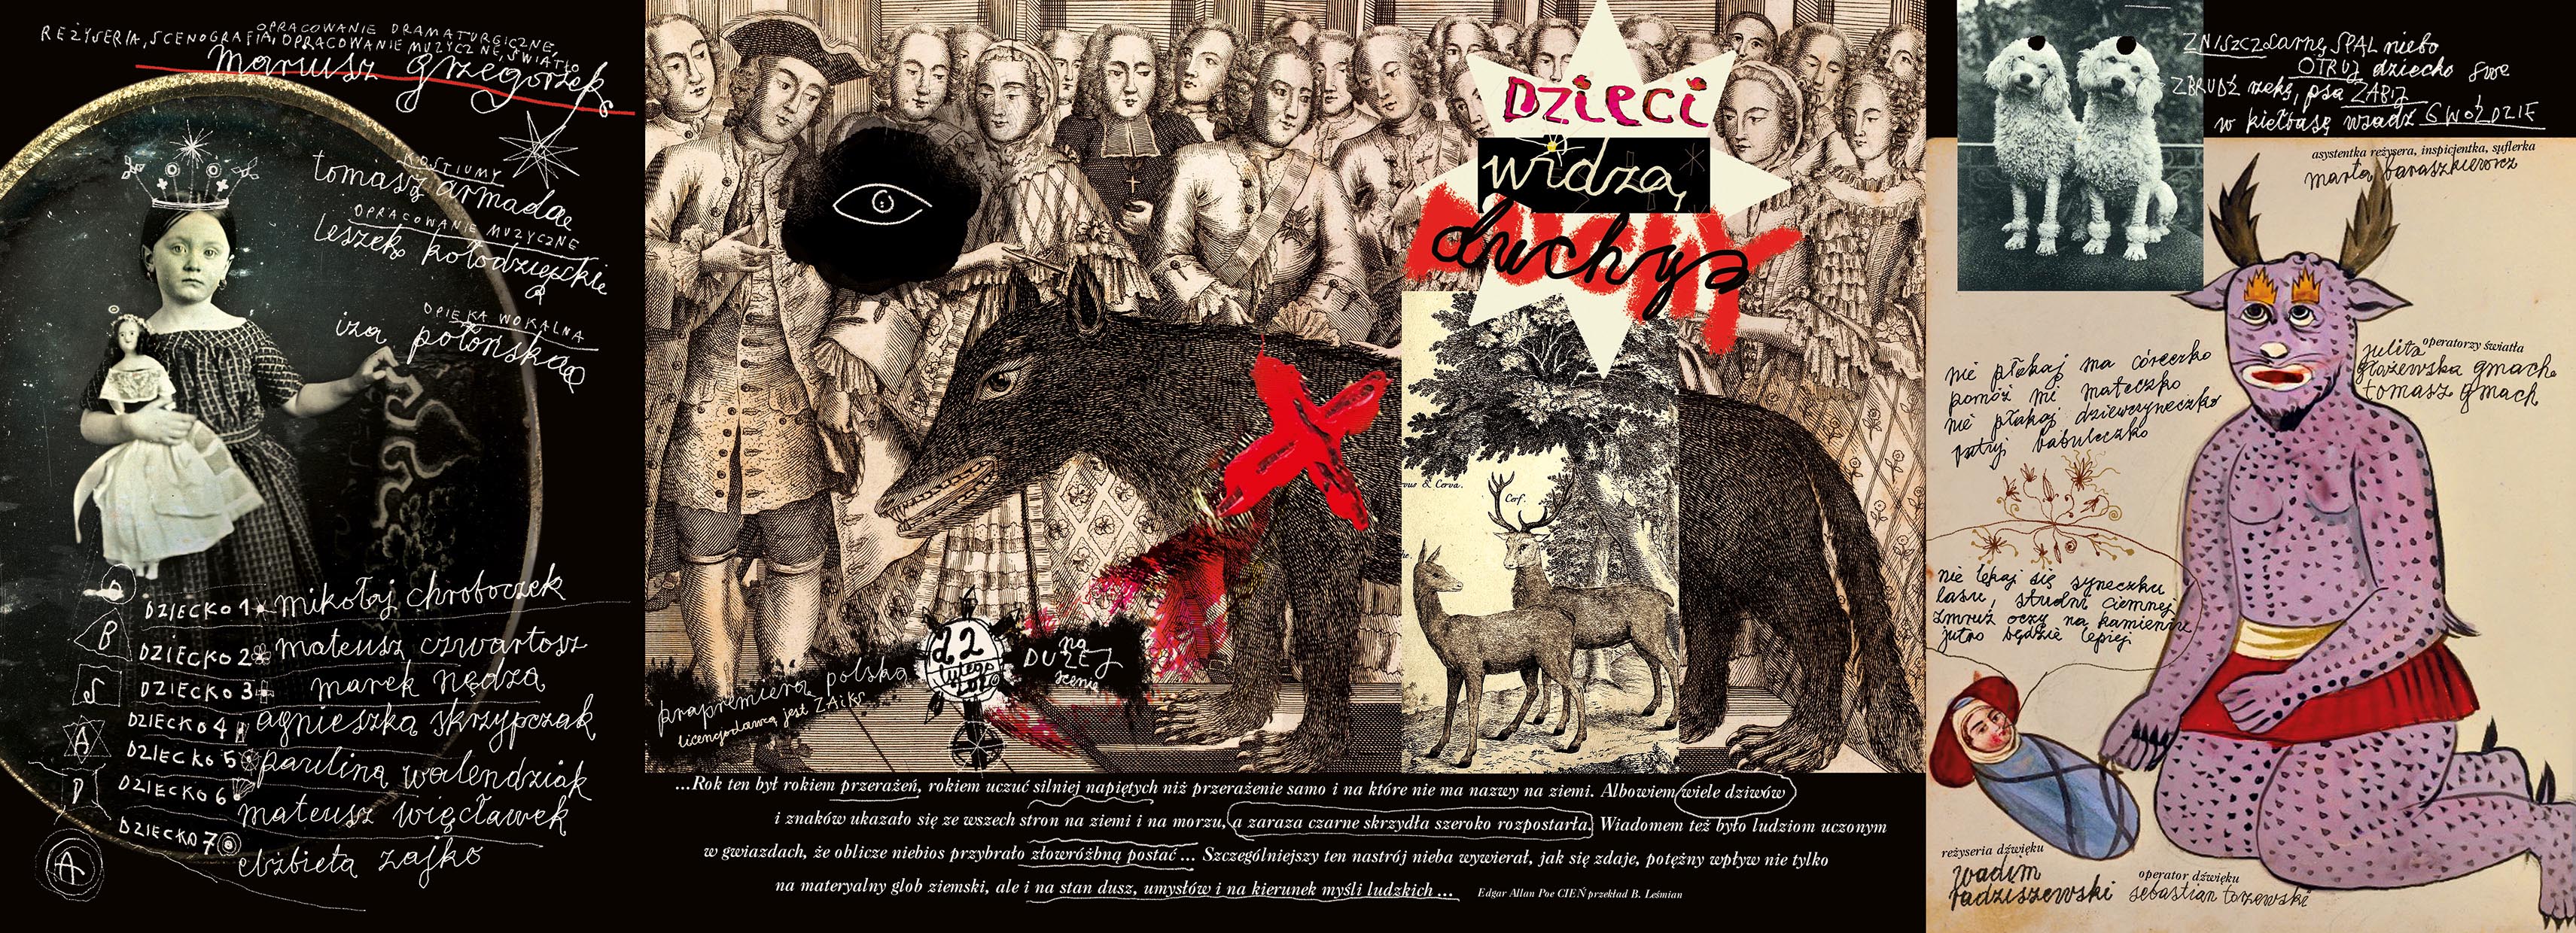 OPRACOWANIE DRAMATURGICZNE,
REŻYSERIA, SCENOGRAFIA, OPRACOWANIE MUZYCZNE, ŚWIATŁO
mariusz grzegorzek
KOSTIUMY
tomasz armada
OPRACOWANIE MUZYCZNE
leszek kołodziejski
OPIEKA WOKALNA
iza połońska
DZIECKO 1 mikołaj chroboczek
B
DZIECKO 2 mateusz czwartosz
S
DZIECKO 3 marek nędza
DZIECKO 4 agnieszka skrzypczak
A
DZIECKO 5 paulina walendziak
DZIECKO 6 mateusz więcławek
DZIECKO 7 elżbieta zajko
A
Dzieci
widzą
duchy
vus & Cerva.
Cerf.
he.
prapremiera polska
licencjodawcą jest ZAiKS
22
lutego
na
DUŻEJ
scenie
...Rok ten był rokiem przerażeń, rokiem uczuć silniej napiętych niż przerażenie samo i na które nie ma nazwy na ziemi. Albowiem wiele dziwów
i znaków ukazało się ze wszech stron na ziemi i na morzu, a zaraza czarne skrzydła szeroko rozpostarła. Wiadomem też było ludziom uczonym
w gwiazdach, że oblicze niebios przybrało złowróżbną postać ... Szczególniejszy ten nastrój nieba wywierał, jak się zdaje, potężny wpływ nie tylko
na materyalny glob ziemski, ale i na stan dusz, umysłów i na kierunek myśli ludzkich ...
Edgar Allan Poe CIEŃ przekład B. Leśmian
ZNISZCZ sarnę, SPAL niebo
OTRUJ dziecko swe
ZBRUDŹ rzekę, psa ZABIJ
w kiełbasę wsadź GWOŹDZIE
asystentka reżysera, inspicjentka, suflerka
marta baraszkiewicz
operatorzy światła
julita głażewska gmach
tomasz gmach
nie płakaj ma córeczko
pomóż mi mateczko
nie płakaj dziewczyneczko
patrz babuleczko
nie lękaj się syneczku
lasu, studni ciemnej
zmruż oczy na kamieniu
jutro będzie lepiej
reżyseria dźwięku
wadim radziszewski
operator dźwięku
sebastian